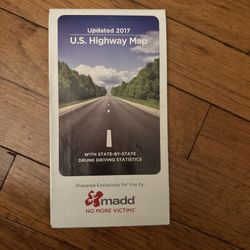 Updated 2017
U.S. Highway Map
WITH STATE-BY-STATE
DRUNK DRIVING STATISTICS
Prepared Exclusively for You by:
madd
NO MORE VICTIMS